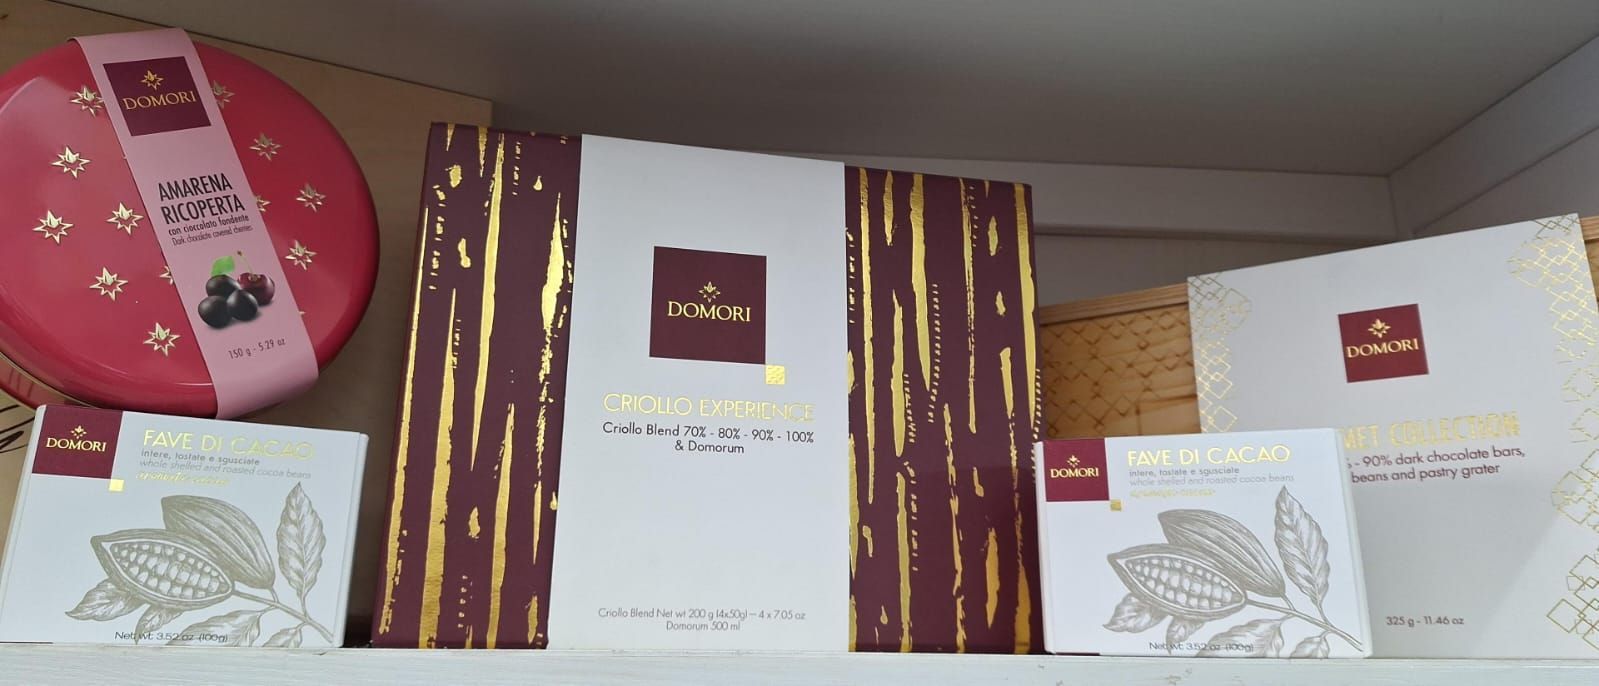 DOMORI
AMARENA
RICOPERTA
con cioccolato fondente
Dark chocolate covered cherries
150 g - 5.29 oz
DOMORI
FAVE DI CACAO
intere, tostate e sgusciate
whole shelled and roasted cocoa beans
Net wt 3.52 oz (100g)
DOMORI
CRIOLLO EXPERIENCE
Criollo Blend 70% - 80% - 90% - 100%
& Domorum
Criollo Blend Net wt 200 g (4x50g) – 4 x 7.05 oz
Domorum 500 ml
DOMORI
FAVE DI CACAO
intere, tostate e sgusciate
whole shelled and roasted cocoa beans
Net wt 3.52 oz (100g)
DOMORI
MET COLLECTION
% - 90% dark chocolate bars,
beans and pastry grater
325 g - 11.46 oz